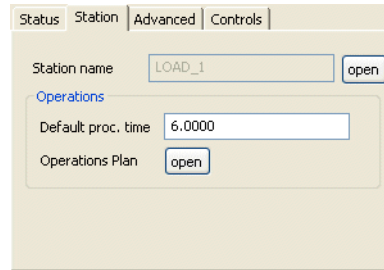 Status Station Advanced Controls
Station name LOAD_1 open
Operations
Default proc. time 6.0000
Operations Plan open